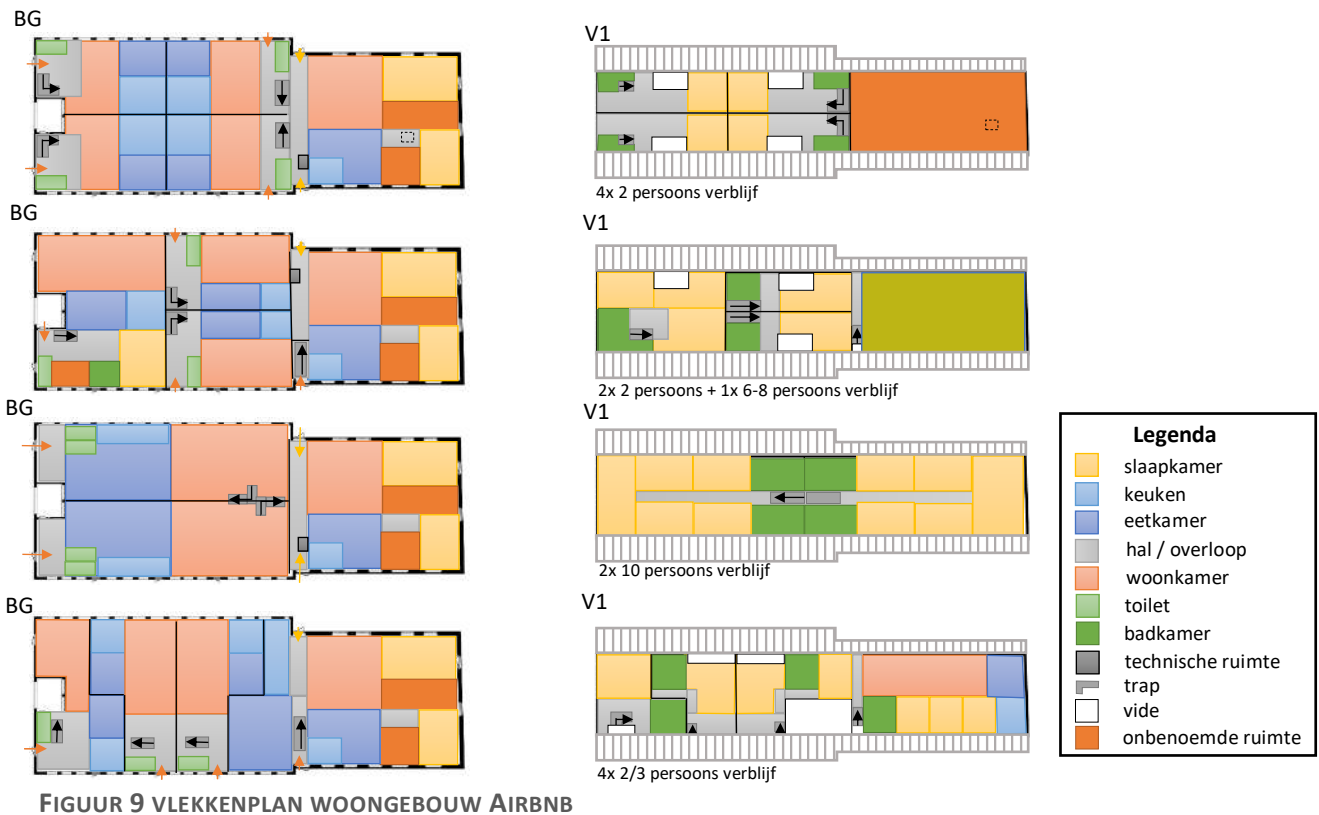 BG
V1
4x 2 persoons verblijf
BG
V1
2x 2 persoons + 1x 6-8 persoons verblijf
BG
V1
2x 10 persoons verblijf
BG
V1
4x 2/3 persoons verblijf
Legenda
slaapkamer
keuken
eetkamer
hal / overloop
woonkamer
toilet
badkamer
technische ruimte
trap
vide
onbenoemde ruimte
FIGUUR 9 VLEKKENPLAN WOONGEBOUW AIRBNB